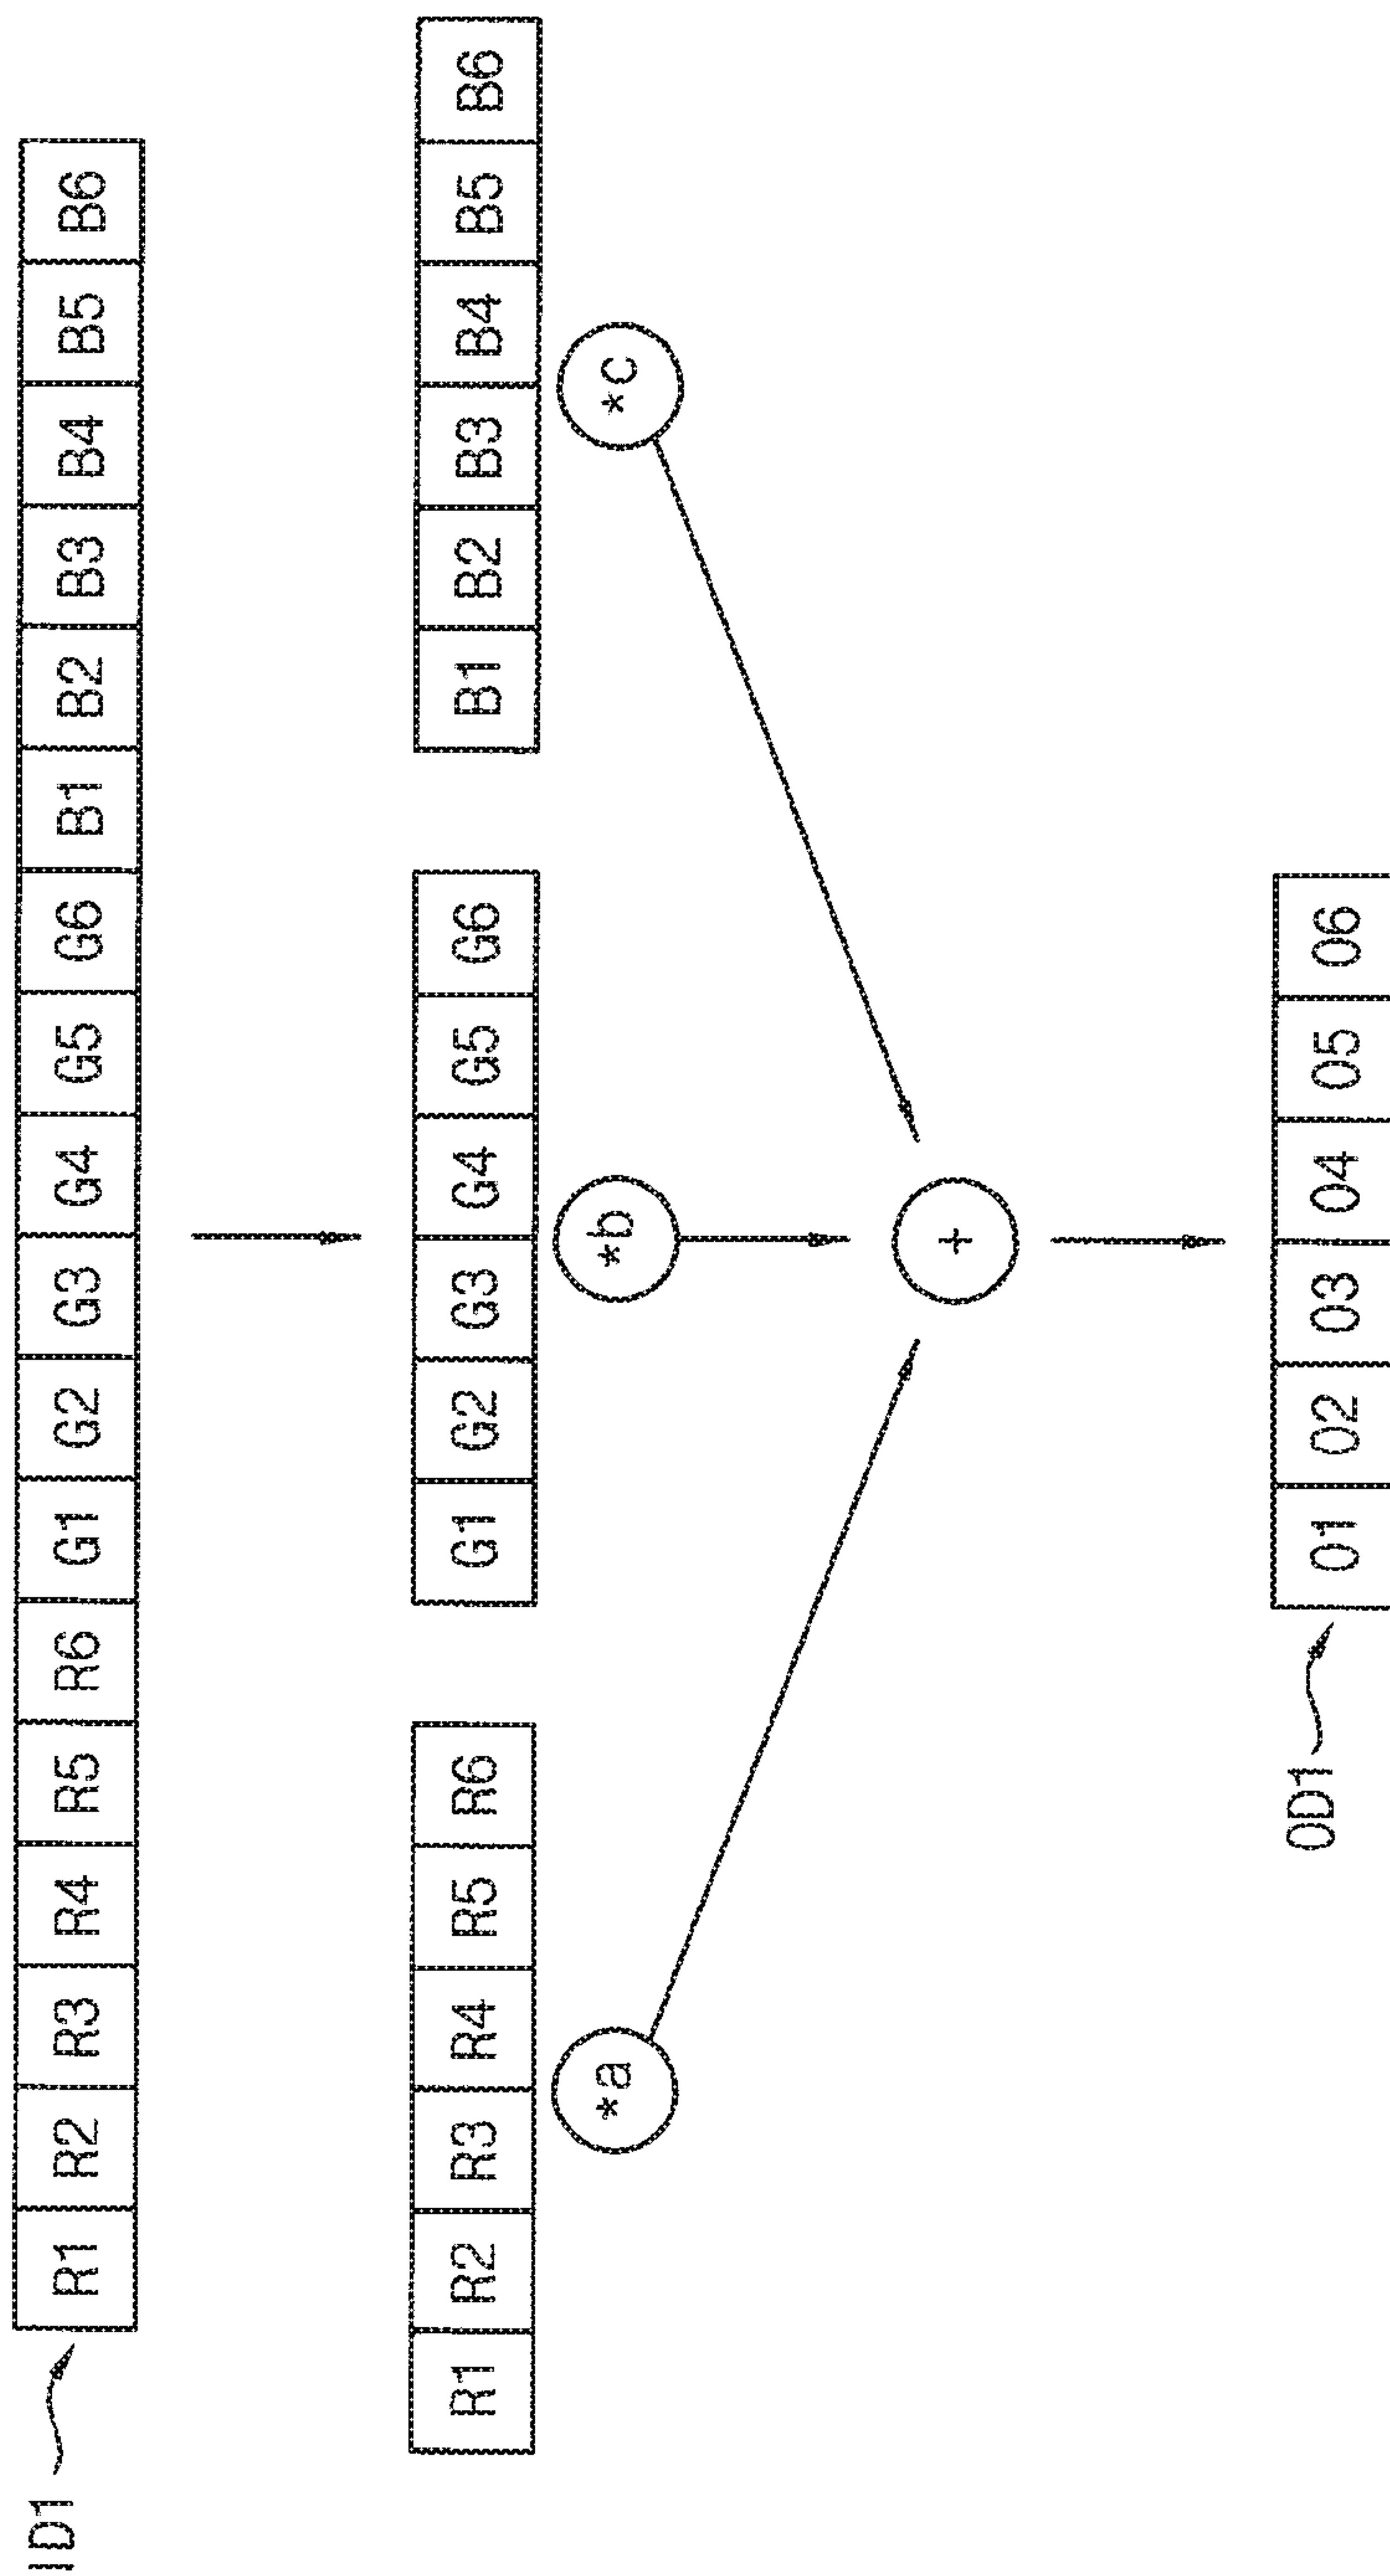 ID1
R1 R2 R3 R4 R5 R6 G1 G2 G3 G4 G5 G6 B1 B2 B3 B4 B5 B6
R1 R2 R3 R4 R5 R6 G1 G2 G3 G4 G5 G6 B1 B2 B3 B4 B5 B6
*a *b *c
+
OD1
O1 O2 O3 O4 O5 O6